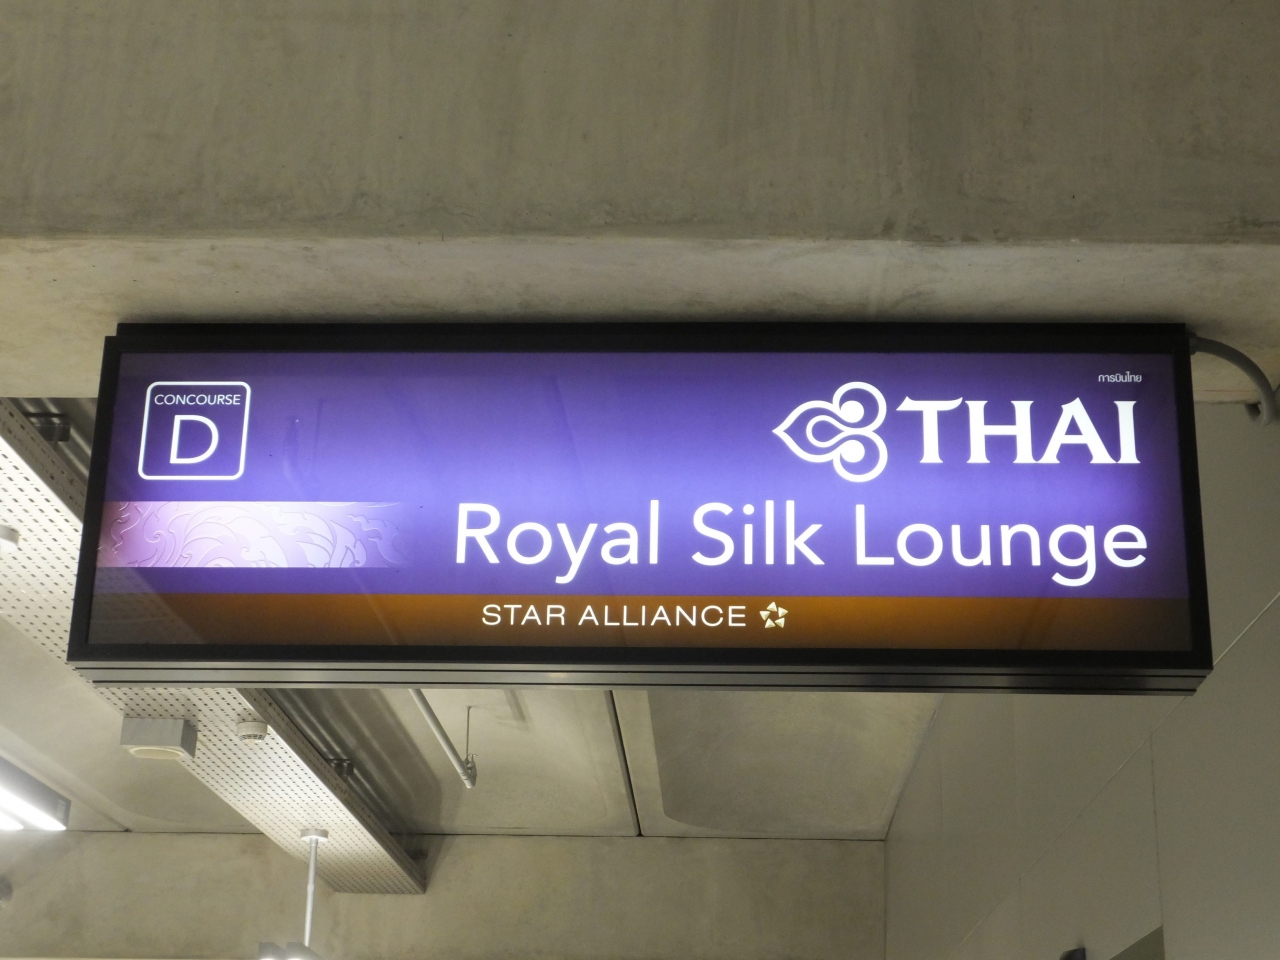 CONCOURSE
D
การบินไทย
THAI
Royal Silk Lounge
STAR ALLIANCE